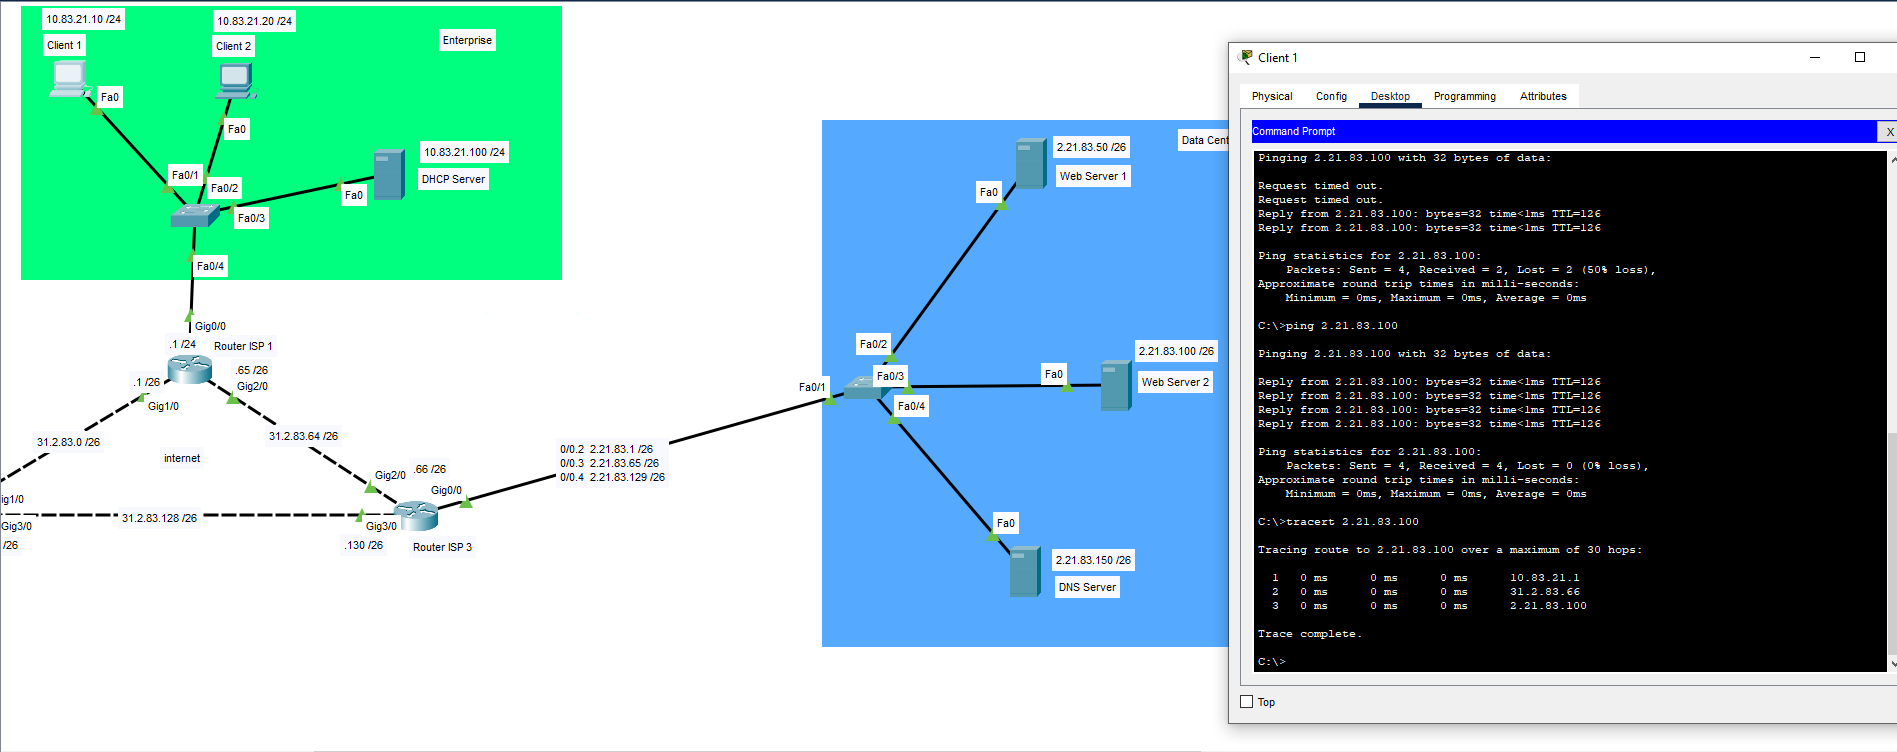 10.83.21.10 /24
Client 1
10.83.21.20 /24
Client 2
Enterprise
Fa0
Fa0
10.83.21.100 /24
DHCP Server
Fa0
Fa0/1
Fa0/2
Fa0/3
Fa0/4
Gig0/0
.1 /24
Router ISP 1
.1 /26
Gig1/0
.65 /26
Gig2/0
31.2.83.0 /26
31.2.83.64 /26
internet
ig1/0
Gig3/0
/26
31.2.83.128 /26
Gig2/0
.66 /26
Gig0/0
Gig3/0
.130 /26
Router ISP 3
0/0.2 2.21.83.1 /26
0/0.3 2.21.83.65 /26
0/0.4 2.21.83.129 /26
Data Cent
2.21.83.50 /26
Web Server 1
Fa0
Fa0/2
Fa0/1
Fa0/3
Fa0/4
Fa0
2.21.83.100 /26
Web Server 2
Fa0
2.21.83.150 /26
DNS Server
Client 1
Physical Config Desktop Programming Attributes
Command Prompt
X
Pinging 2.21.83.100 with 32 bytes of data:
Request timed out.
Request timed out.
Reply from 2.21.83.100: bytes=32 time<1ms TTL=126
Reply from 2.21.83.100: bytes=32 time<1ms TTL=126
Ping statistics for 2.21.83.100:
Packets: Sent = 4, Received = 2, Lost = 2 (50% loss),
Approximate round trip times in milli-seconds:
Minimum = 0ms, Maximum = 0ms, Average = 0ms
C:\>ping 2.21.83.100
Pinging 2.21.83.100 with 32 bytes of data:
Reply from 2.21.83.100: bytes=32 time<1ms TTL=126
Reply from 2.21.83.100: bytes=32 time<1ms TTL=126
Reply from 2.21.83.100: bytes=32 time<1ms TTL=126
Reply from 2.21.83.100: bytes=32 time<1ms TTL=126
Ping statistics for 2.21.83.100:
Packets: Sent = 4, Received = 4, Lost = 0 (0% loss),
Approximate round trip times in milli-seconds:
Minimum = 0ms, Maximum = 0ms, Average = 0ms
C:\>tracert 2.21.83.100
Tracing route to 2.21.83.100 over a maximum of 30 hops:
1 0 ms 0 ms 0 ms 10.83.21.1
2 0 ms 0 ms 0 ms 31.2.83.66
3 0 ms 0 ms 0 ms 2.21.83.100
Trace complete.
C:\>
Top